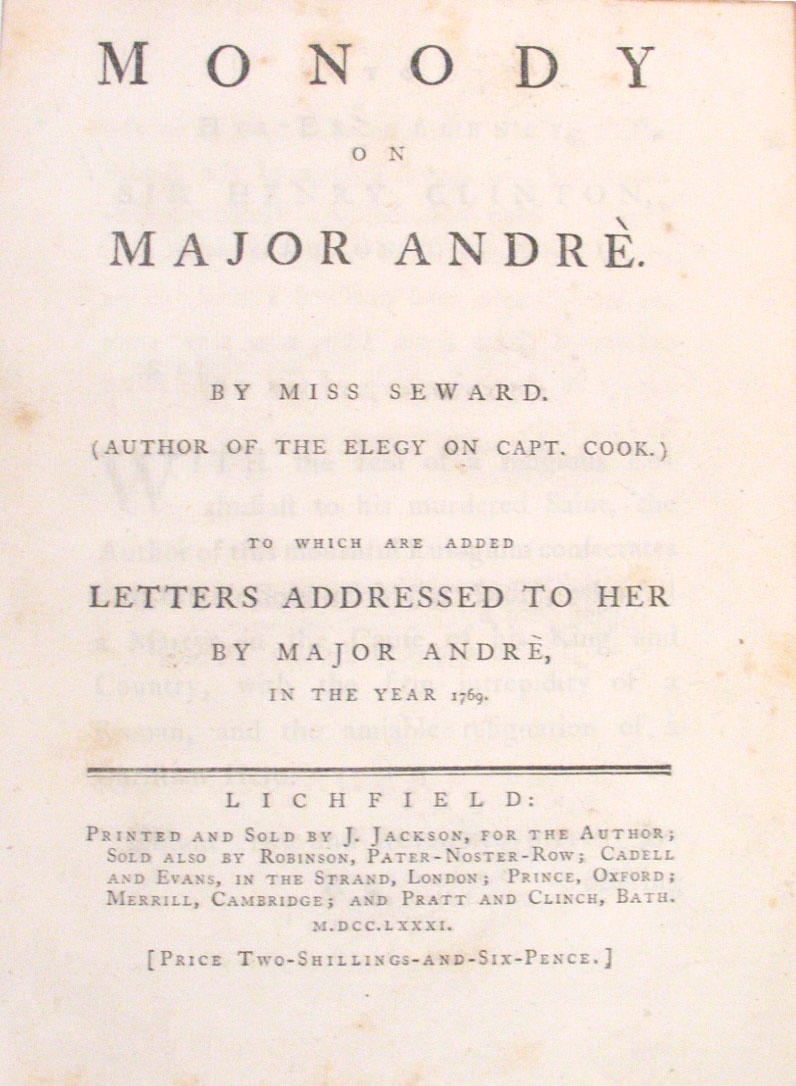 MONODY
ON
MAJOR ANDRÈ.
BY MISS SEWARD.
(AUTHOR OF THE ELEGY ON CAPT. COOK.)
TO WHICH ARE ADDED
LETTERS ADDRESSED TO HER
BY MAJOR ANDRÈ,
IN THE YEAR 1769.
LICHFIELD:
PRINTED AND SOLD BY J. JACKSON, FOR THE AUTHOR;
SOLD ALSO BY ROBINSON, PATER-NOSTER-ROW; CADELL
AND EVANS, IN THE STRAND, LONDON; PRINCE, OXFORD;
MERRILL, CAMBRIDGE; AND PRATT AND CLINCH, BATH.
M.DCC.LXXXI.
[PRICE TWO-SHILLINGS-AND-SIX-PENCE.]